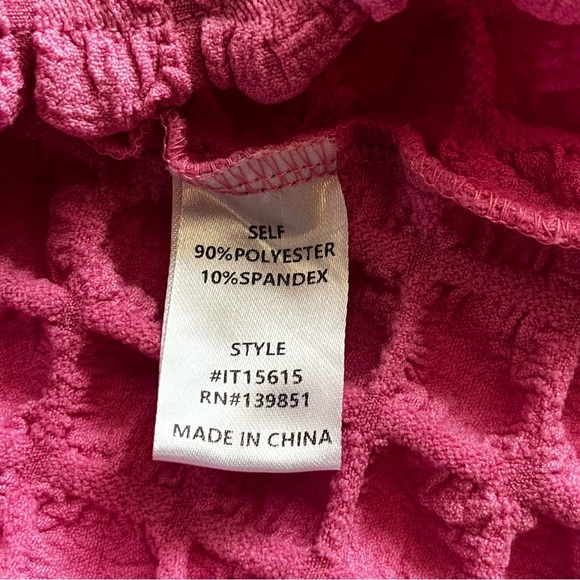 SELF
90%POLYESTER
10%SPANDEX
STYLE
#IT15615
RN#139851
MADE IN CHINA